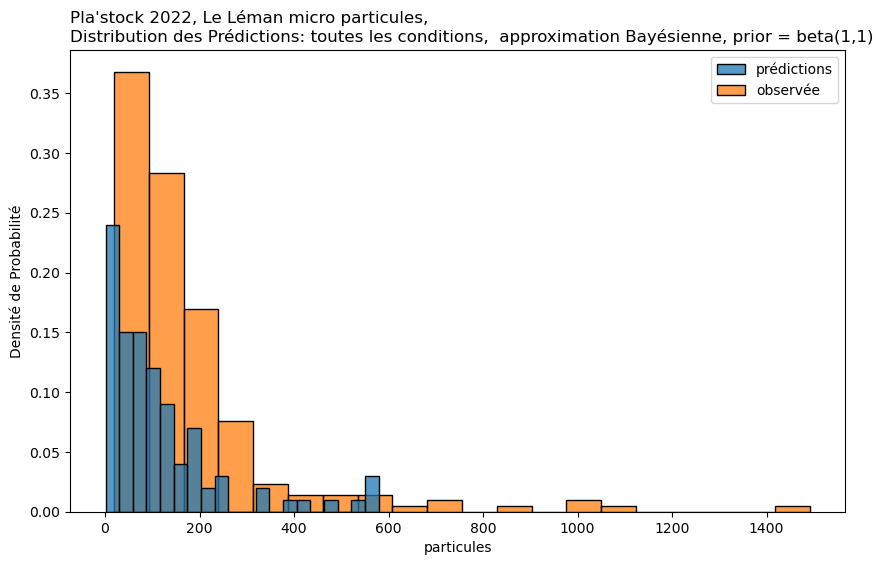 Pla'stock 2022, Le Léman micro particules,
Distribution des Prédictions: toutes les conditions,  approximation Bayésienne, prior = beta(1,1)
prédictions
observée
Densité de Probabilité
0.35
0.30
0.25
0.20
0.15
0.10
0.05
0.00
0
200
400
600
800
1000
1200
1400
particules